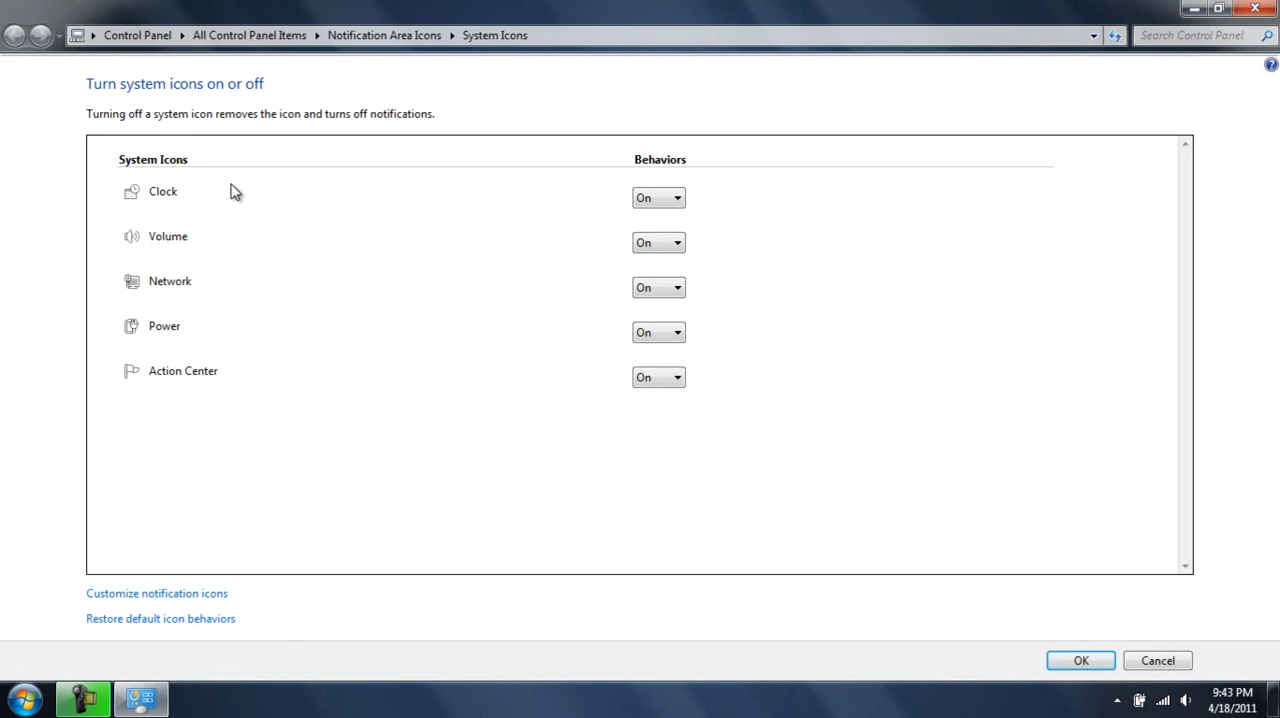 Control Panel All Control Panel Items Notification Area Icons System Icons Search Control Panel
Turn system icons on or off
Turning off a system icon removes the icon and turns off notifications.
System Icons Behaviors
Clock On
Volume On
Network On
Power On
Action Center On
Customize notification icons
Restore default icon behaviors
OK Cancel
9:43 PM
4/18/2011